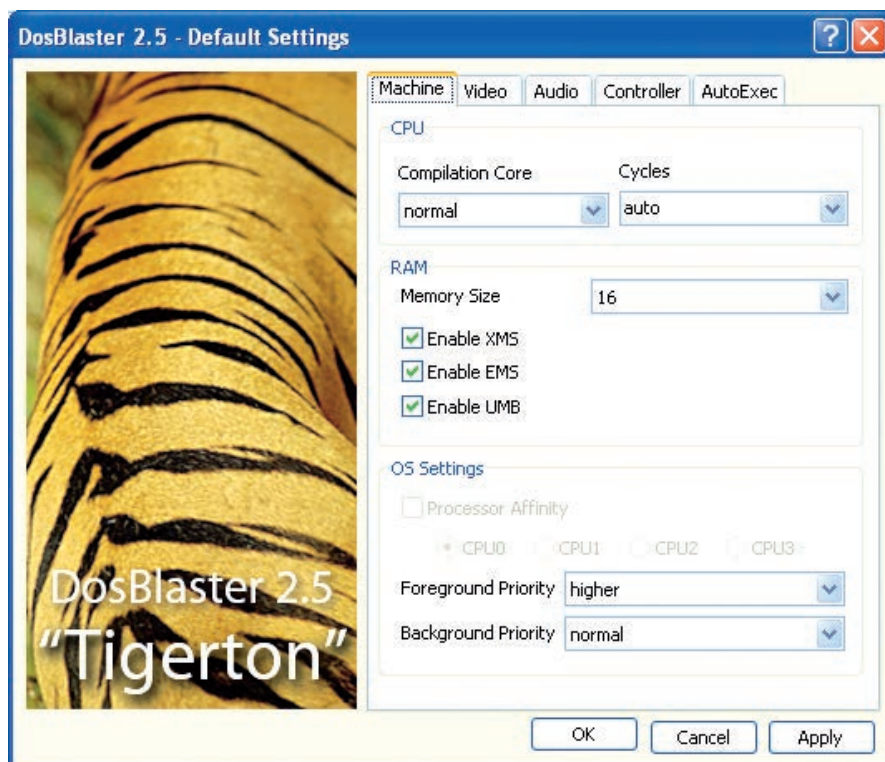 DosBlaster 2.5 - Default Settings
?
Machine Video Audio Controller AutoExec
CPU
Compilation Core Cycles
normal auto
RAM
Memory Size 16
Enable XMS
Enable EMS
Enable UMB
OS Settings
Processor Affinity
CPU0 CPU1 CPU2 CPU3
Foreground Priority higher
Background Priority normal
DosBlaster 2.5
"Tigerton"
OK Cancel Apply